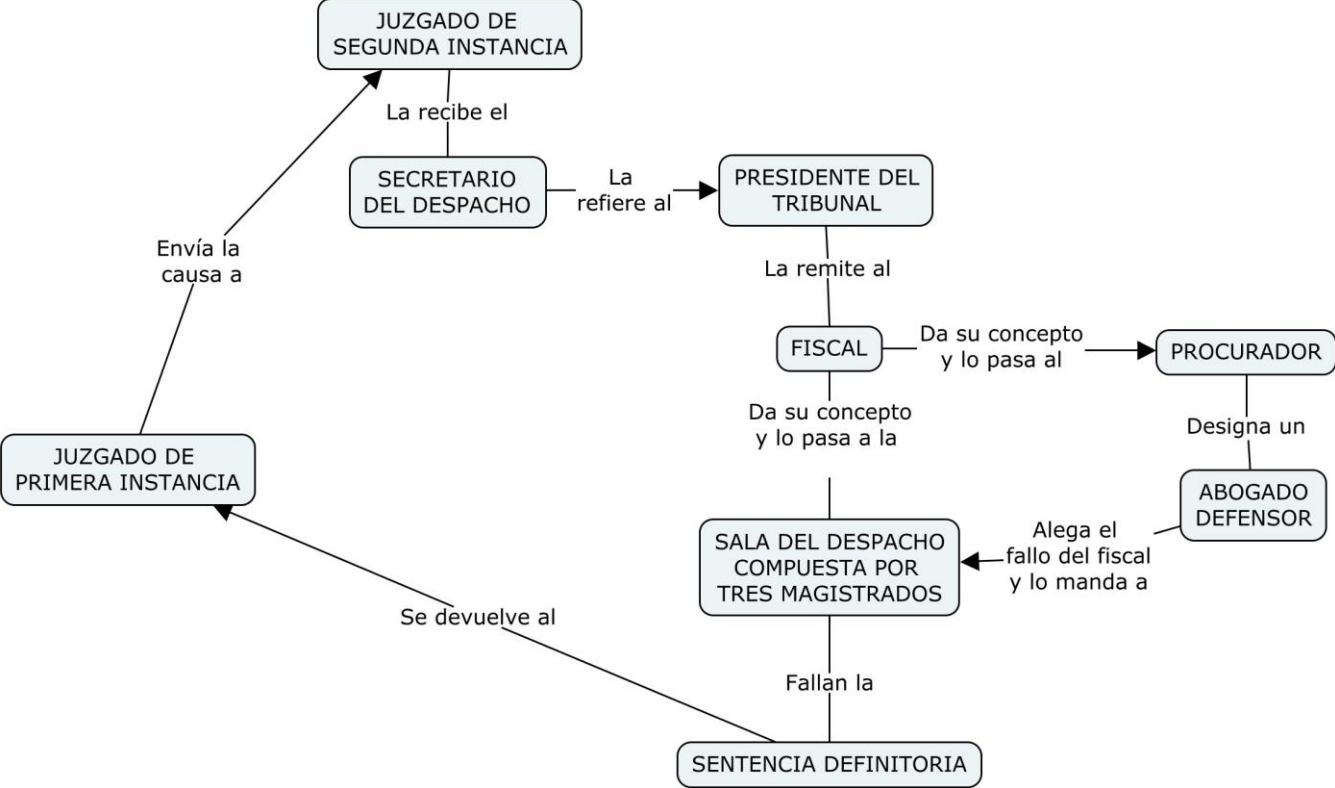 JUZGADO DE
SEGUNDA INSTANCIA
La recibe el
SECRETARIO
DEL DESPACHO
La
refiere al
PRESIDENTE DEL
TRIBUNAL
Envía la
causa a
La remite al
FISCAL
Da su concepto
y lo pasa al
PROCURADOR
Da su concepto
y lo pasa a la
Designa un
JUZGADO DE
PRIMERA INSTANCIA
ABOGADO
DEFENSOR
Alega el
fallo del fiscal
y lo manda a
SALA DEL DESPACHO
COMPUESTA POR
TRES MAGISTRADOS
Se devuelve al
Fallan la
SENTENCIA DEFINITORIA